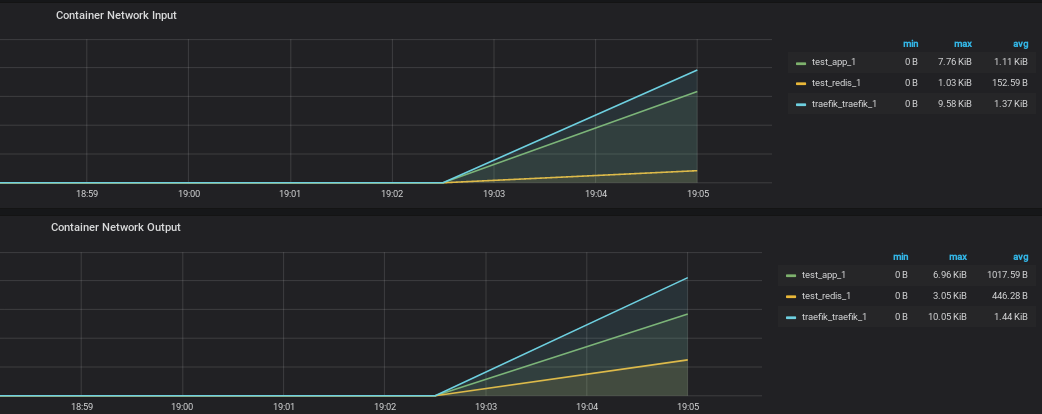 Container Network Input
min max avg
test_app_1 0 B 7.76 KiB 1.11 KiB
test_redis_1 0 B 1.03 KiB 152.59 B
traefik_traefik_1 0 B 9.58 KiB 1.37 KiB
18:59 19:00 19:01 19:02 19:03 19:04 19:05
Container Network Output
min max avg
test_app_1 0 B 6.96 KiB 1017.59 B
test_redis_1 0 B 3.05 KiB 446.28 B
traefik_traefik_1 0 B 10.05 KiB 1.44 KiB
18:59 19:00 19:01 19:02 19:03 19:04 19:05